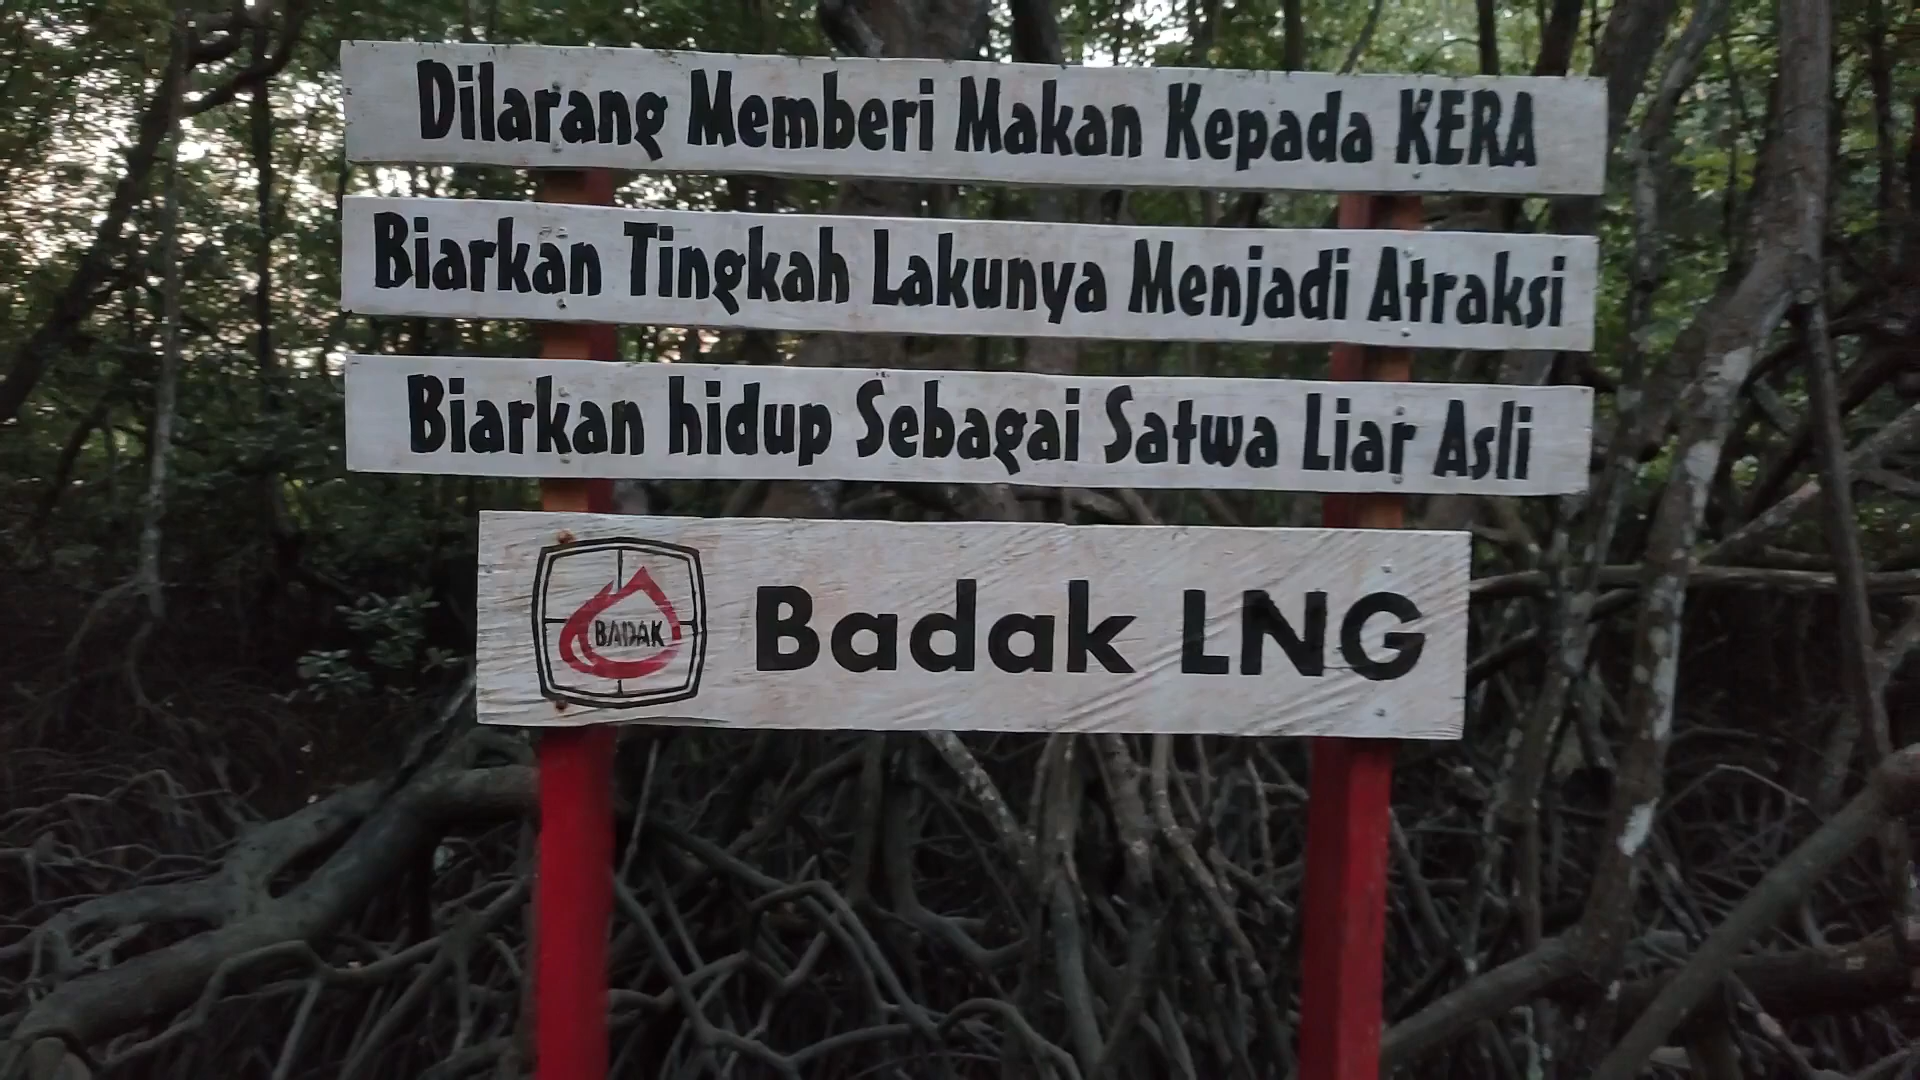 Dilarang Memberi Makan Kepada KERA
Biarkan Tingkah Lakunya Menjadi Atraksi
Biarkan hidup Sebagai Satwa Liar Asli
BADAK
Badak LNG